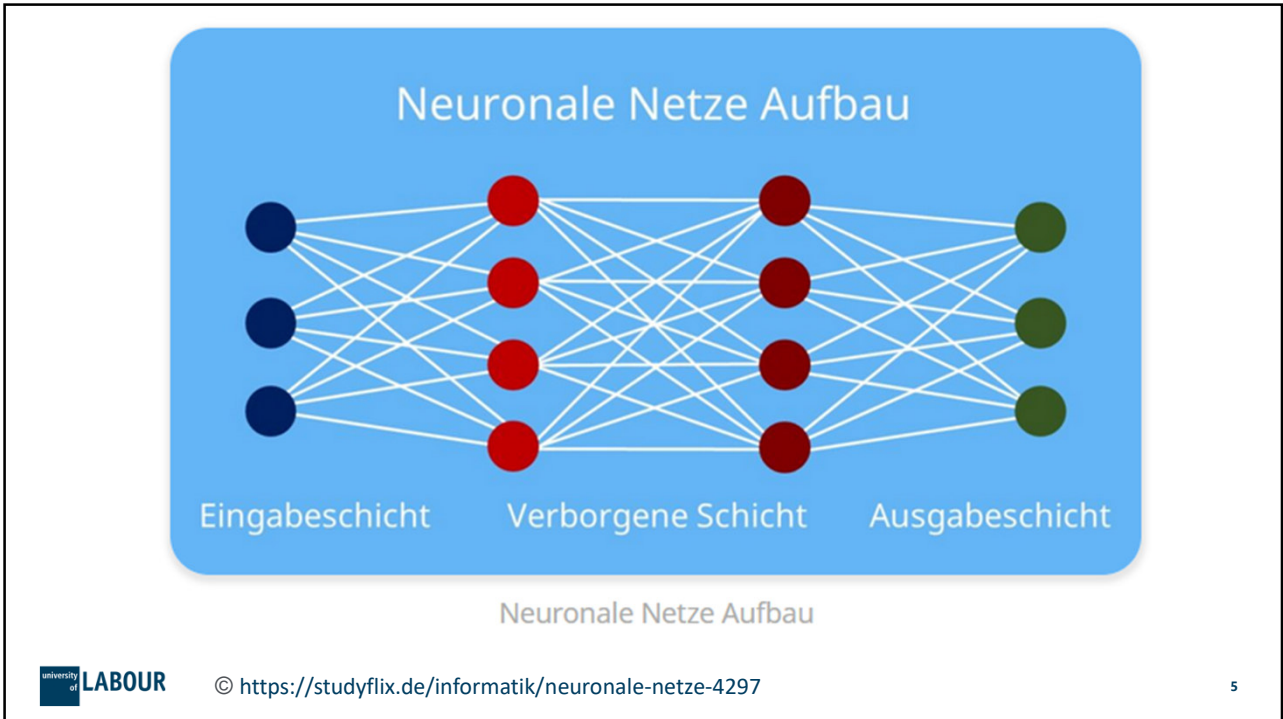 Neuronale Netze Aufbau
Eingabeschicht Verborgene Schicht Ausgabeschicht
Neuronale Netze Aufbau
university of LABOUR © https://studyflix.de/informatik/neuronale-netze-4297 5